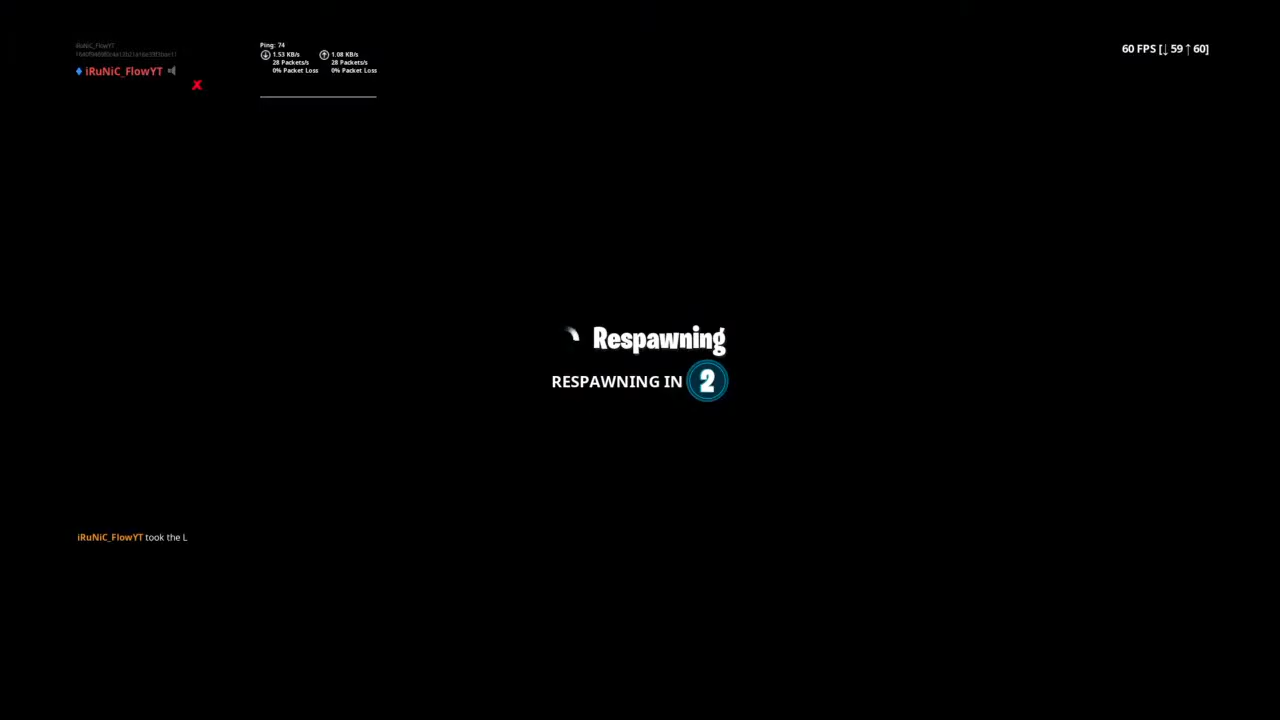 iRuNiC_FlowYT
iRuNiC_FlowYT
X
Ping: 74
1.53 KB/s
28 Packets/s
0% Packet Loss
1.08 KB/s
28 Packets/s
0% Packet Loss
60 FPS [↓ 59 ↑ 60]
Respawning
RESPAWNING IN 2
iRuNiC_FlowYT took the L